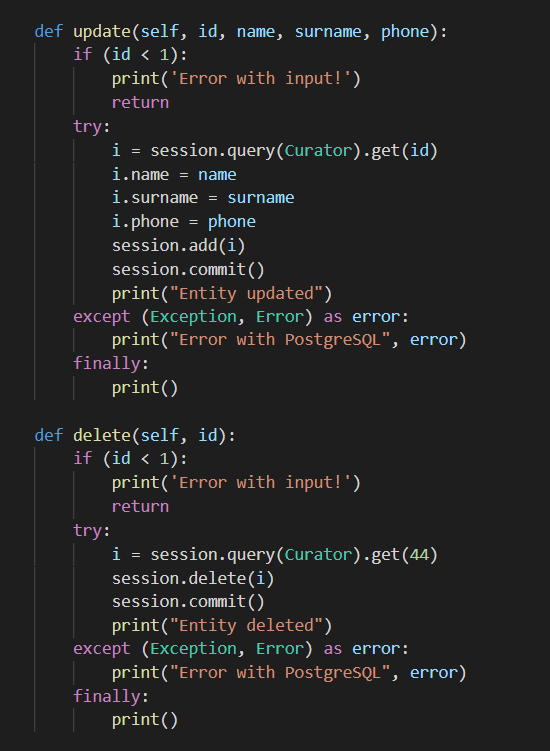 def update(self, id, name, surname, phone):
    if (id < 1):
        print('Error with input!')
        return
    try:
        i = session.query(Curator).get(id)
        i.name = name
        i.surname = surname
        i.phone = phone
        session.add(i)
        session.commit()
        print("Entity updated")
    except (Exception, Error) as error:
        print("Error with PostgreSQL", error)
    finally:
        print()

def delete(self, id):
    if (id < 1):
        print('Error with input!')
        return
    try:
        i = session.query(Curator).get(44)
        session.delete(i)
        session.commit()
        print("Entity deleted")
    except (Exception, Error) as error:
        print("Error with PostgreSQL", error)
    finally:
        print()